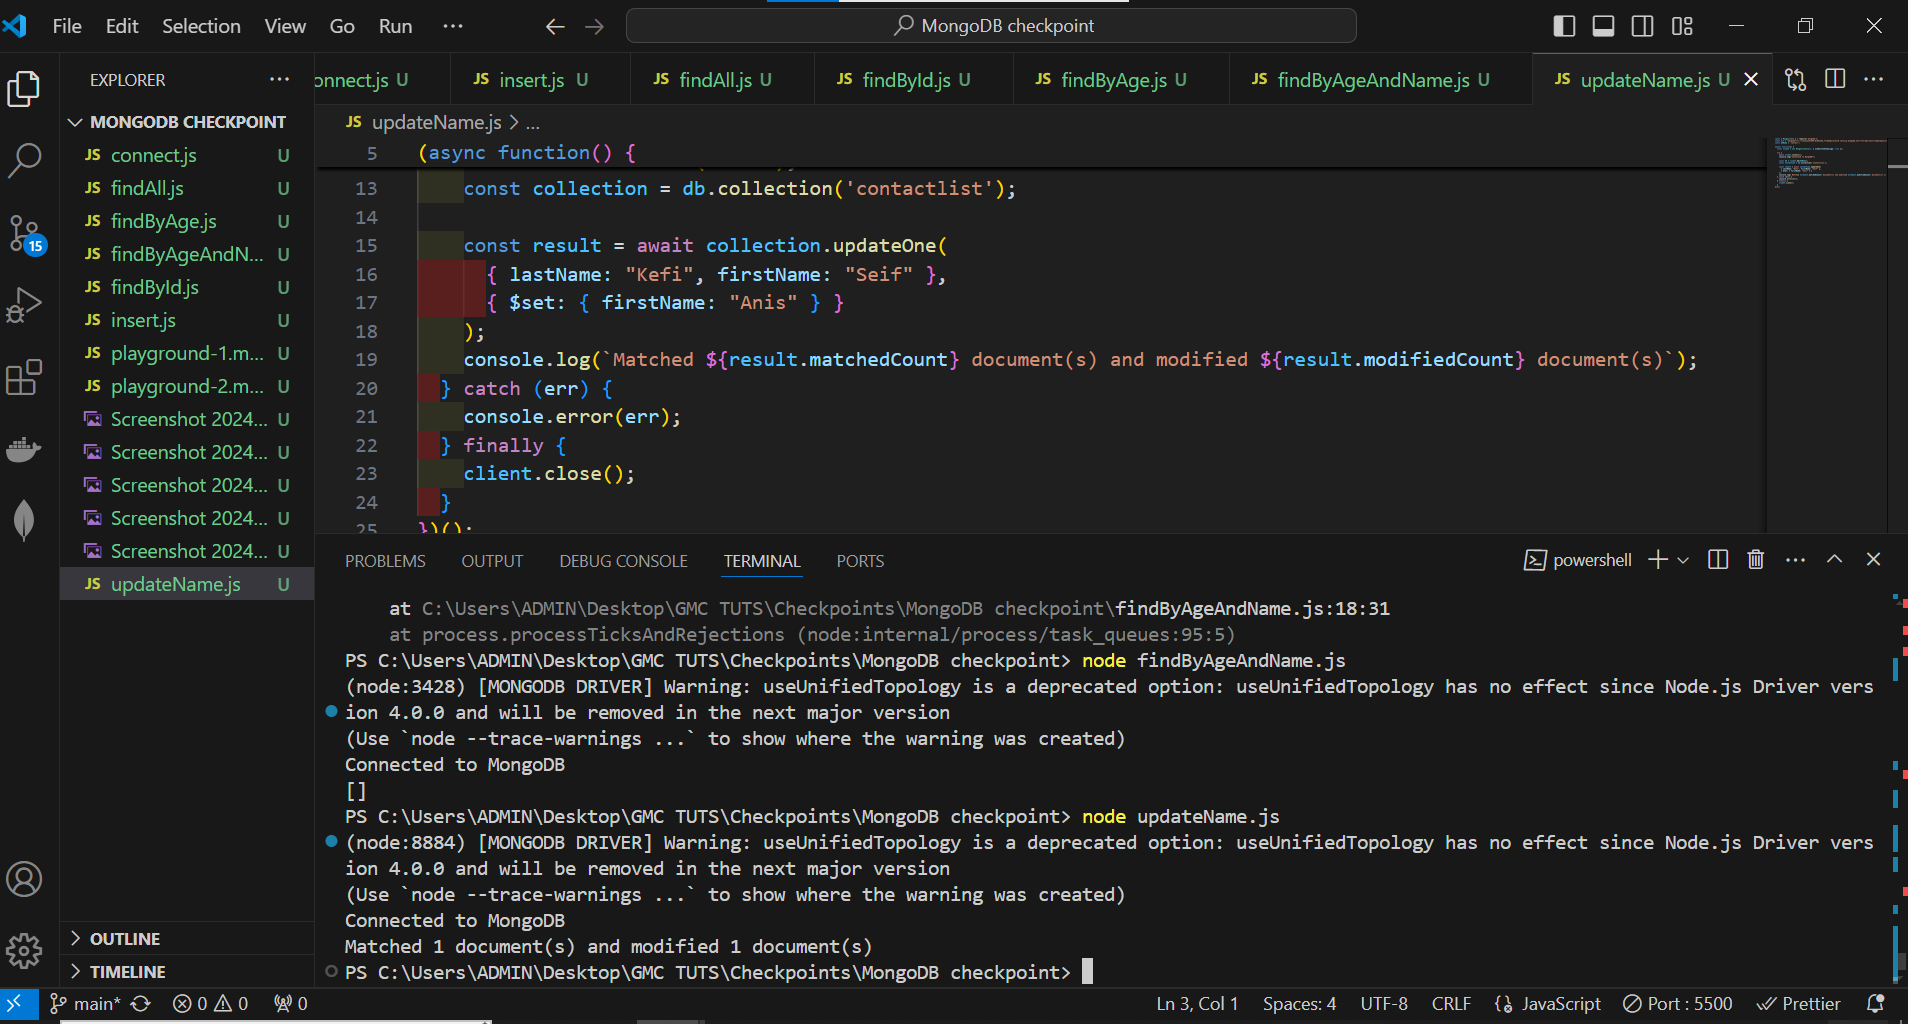 File Edit Selection View Go Run ...
MongoDB checkpoint
EXPLORER ...
onnect.js U
JS insert.js U
JS findAll.js U
JS findById.js U
JS findByAge.js U
JS findByAgeAndName.js U
JS updateName.js U
MONGODB CHECKPOINT
JS connect.js U
JS findAll.js U
JS findByAge.js U
JS findByAgeAndN... U
JS findById.js U
JS insert.js U
JS playground-1.m... U
JS playground-2.m... U
Screenshot 2024... U
Screenshot 2024... U
Screenshot 2024... U
Screenshot 2024... U
Screenshot 2024... U
JS updateName.js U
15
OUTLINE
TIMELINE
JS updateName.js > ...
5 (async function() {
13 const collection = db.collection('contactlist');
14
15 const result = await collection.updateOne(
16 { lastName: "Kefi", firstName: "Seif" },
17 { $set: { firstName: "Anis" } }
18 );
19 console.log(`Matched ${result.matchedCount} document(s) and modified ${result.modifiedCount} document(s)`);
20 } catch (err) {
21 console.error(err);
22 } finally {
23 client.close();
24 }
25 })();
PROBLEMS OUTPUT DEBUG CONSOLE TERMINAL PORTS
powershell
at C:\Users\ADMIN\Desktop\GMC TUTS\Checkpoints\MongoDB checkpoint\findByAgeAndName.js:18:31
at process.processTicksAndRejections (node:internal/process/task_queues:95:5)
PS C:\Users\ADMIN\Desktop\GMC TUTS\Checkpoints\MongoDB checkpoint> node findByAgeAndName.js
(node:3428) [MONGODB DRIVER] Warning: useUnifiedTopology is a deprecated option: useUnifiedTopology has no effect since Node.js Driver vers
ion 4.0.0 and will be removed in the next major version
(Use `node --trace-warnings ...` to show where the warning was created)
Connected to MongoDB
[]
PS C:\Users\ADMIN\Desktop\GMC TUTS\Checkpoints\MongoDB checkpoint> node updateName.js
(node:8884) [MONGODB DRIVER] Warning: useUnifiedTopology is a deprecated option: useUnifiedTopology has no effect since Node.js Driver vers
ion 4.0.0 and will be removed in the next major version
(Use `node --trace-warnings ...` to show where the warning was created)
Connected to MongoDB
Matched 1 document(s) and modified 1 document(s)
PS C:\Users\ADMIN\Desktop\GMC TUTS\Checkpoints\MongoDB checkpoint>
main* 0 0 0
Ln 3, Col 1 Spaces: 4 UTF-8 CRLF JavaScript Port : 5500 Prettier